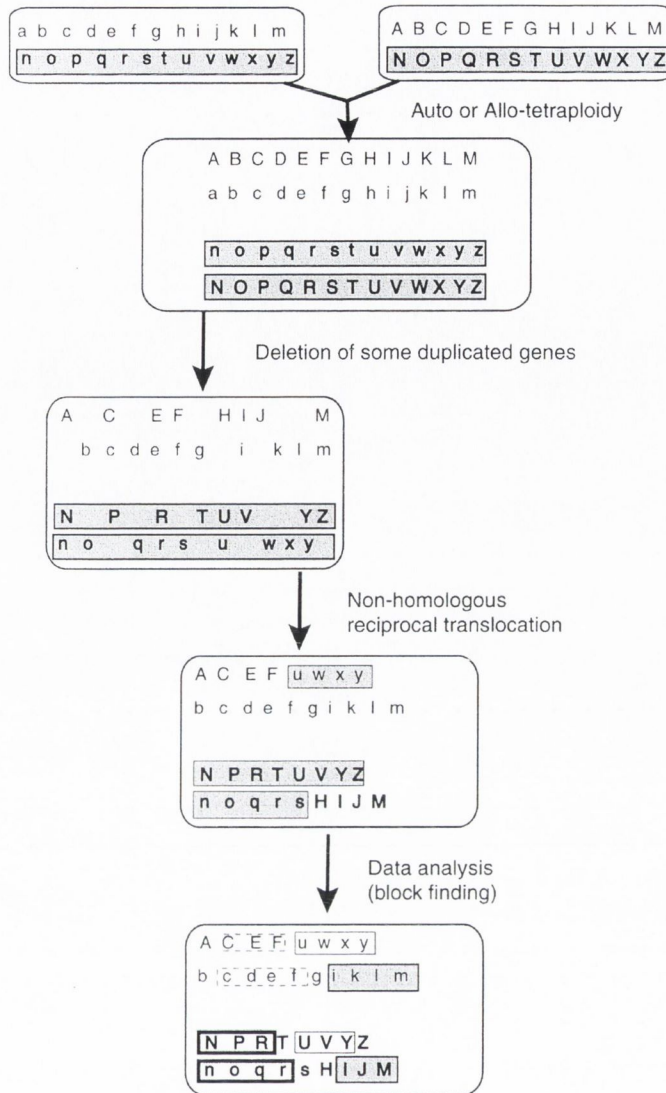 a b c d e f g h i j k l m
n o p q r s t u v w x y z
A B C D E F G H I J K L M
N O P Q R S T U V W X Y Z
Auto or Allo-tetraploidy
A B C D E F G H I J K L M
a b c d e f g h i j k l m
n o p q r s t u v w x y z
N O P Q R S T U V W X Y Z
Deletion of some duplicated genes
A C E F H I J M
b c d e f g i k l m
N P R T U V Y Z
n o q r s u w x y
Non-homologous
reciprocal translocation
A C E F u w x y
b c d e f g i k l m
N P R T U V Y Z
n o q r s H I J M
Data analysis
(block finding)
A C E F u w x y
b c d e f g i k l m
N P R T U V Y Z
n o q r s H I J M